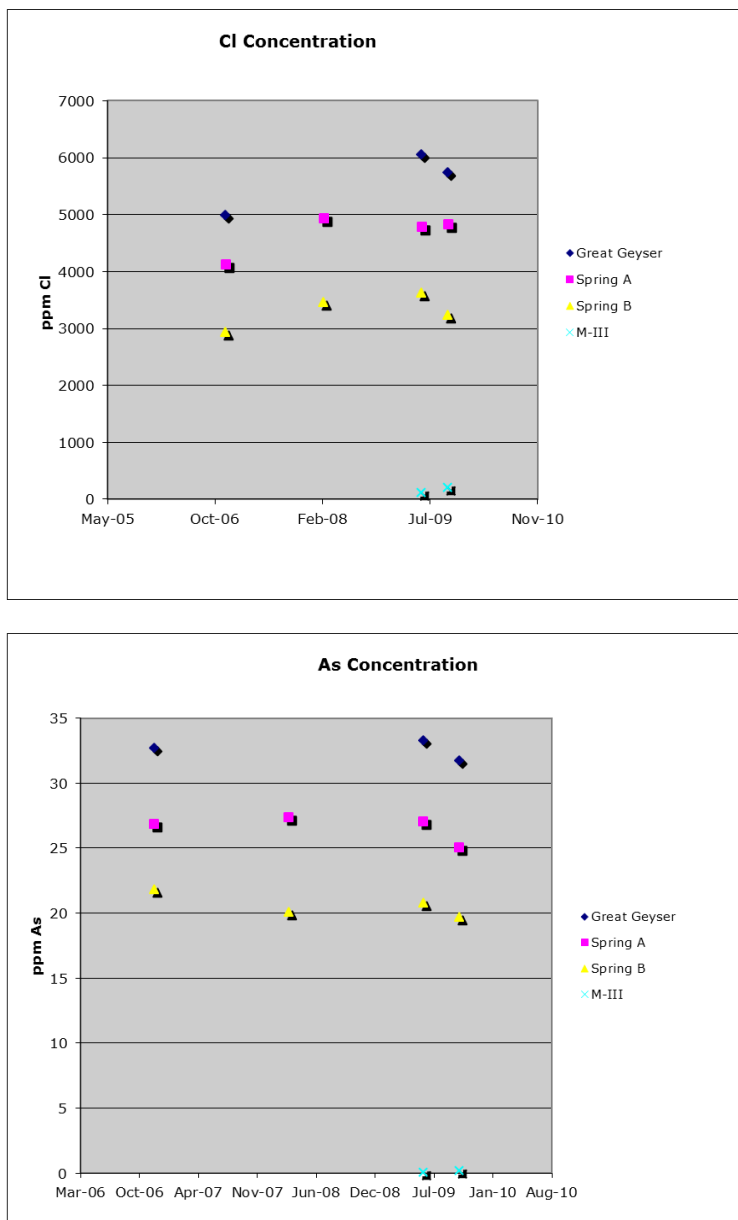 Cl Concentration
7000
6000
5000
4000
3000
2000
1000
0
ppm Cl
May-05 Oct-06 Feb-08 Jul-09 Nov-10
Great Geyser
Spring A
Spring B
M-III
As Concentration
35
30
25
20
15
10
5
0
ppm As
Mar-06 Oct-06 Apr-07 Nov-07 Jun-08 Dec-08 Jul-09 Jan-10 Aug-10
Great Geyser
Spring A
Spring B
M-III